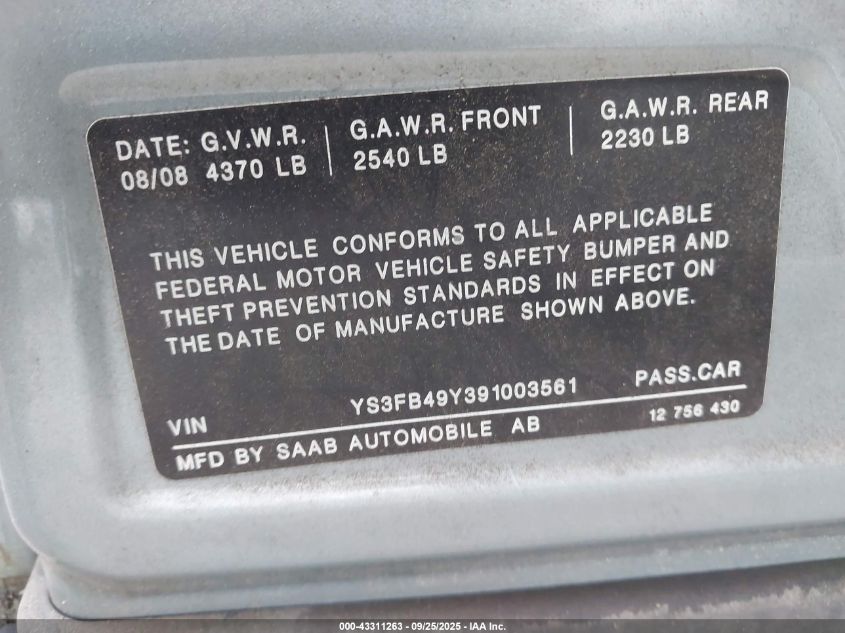 DATE: G.V.W.R. | G.A.W.R. FRONT | G.A.W.R. REAR
08/08 4370 LB 2540 LB 2230 LB
THIS VEHICLE CONFORMS TO ALL APPLICABLE
FEDERAL MOTOR VEHICLE SAFETY BUMPER AND
THEFT PREVENTION STANDARDS IN EFFECT ON
THE DATE OF MANUFACTURE SHOWN ABOVE.
VIN YS3FB49Y391003561 PASS.CAR
MFD BY SAAB AUTOMOBILE AB 12 756 430
000-43311263 - 09/25/2025 - IAA Inc.